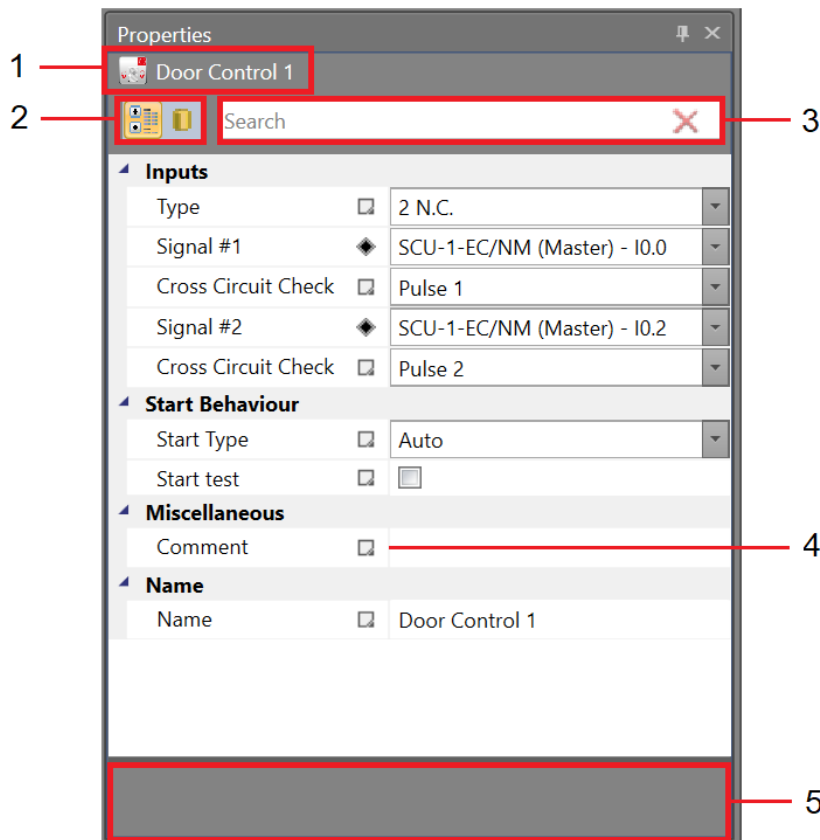 Properties
1 Door Control 1
2 Search 3
Inputs
Type 2 N.C.
Signal #1 SCU-1-EC/NM (Master) - I0.0
Cross Circuit Check Pulse 1
Signal #2 SCU-1-EC/NM (Master) - I0.2
Cross Circuit Check Pulse 2
Start Behaviour
Start Type Auto
Start test
Miscellaneous
Comment 4
Name
Name Door Control 1
5